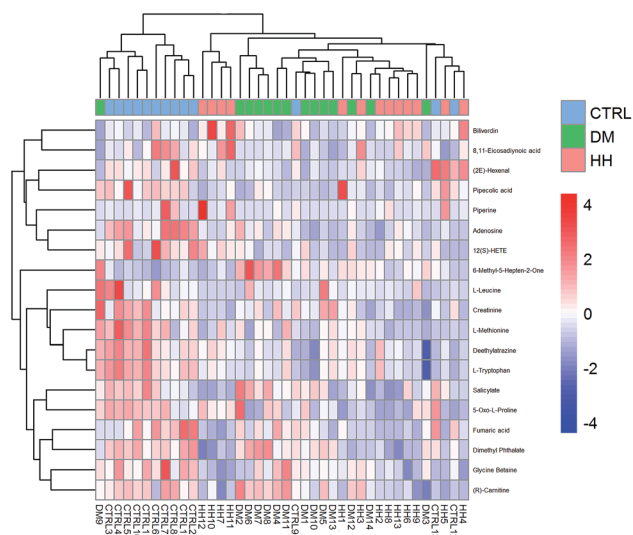 CTRL
DM
HH
Biliverdin
8,11-Eicosadiynoic acid
(2E)-Hexenal
Pipecolic acid
Piperine
Adenosine
12(S)-HETE
6-Methyl-5-Hepten-2-One
L-Leucine
Creatinine
L-Methionine
Deethylatrazine
L-Tryptophan
Salicylate
5-Oxo-L-Proline
Fumaric acid
Dimethyl Phthalate
Glycine Betaine
(R)-Carnitine
4
2
0
-2
-4
DM9
CTRL3
CTRL4
CTRL5
CTRL1
CTRL1
CTRL6
CTRL7
CTRL8
CTRL1
CTRL2
HH12
HH10
HH7
HH11
DM2
DM6
DM7
DM8
DM4
DM11
CTRL9
DM1
DM10
DM5
DM13
HH1
DM12
HH3
DM14
HH2
HH8
HH13
HH6
HH9
DM3
CTRL1
HH5
CTRL1
HH4